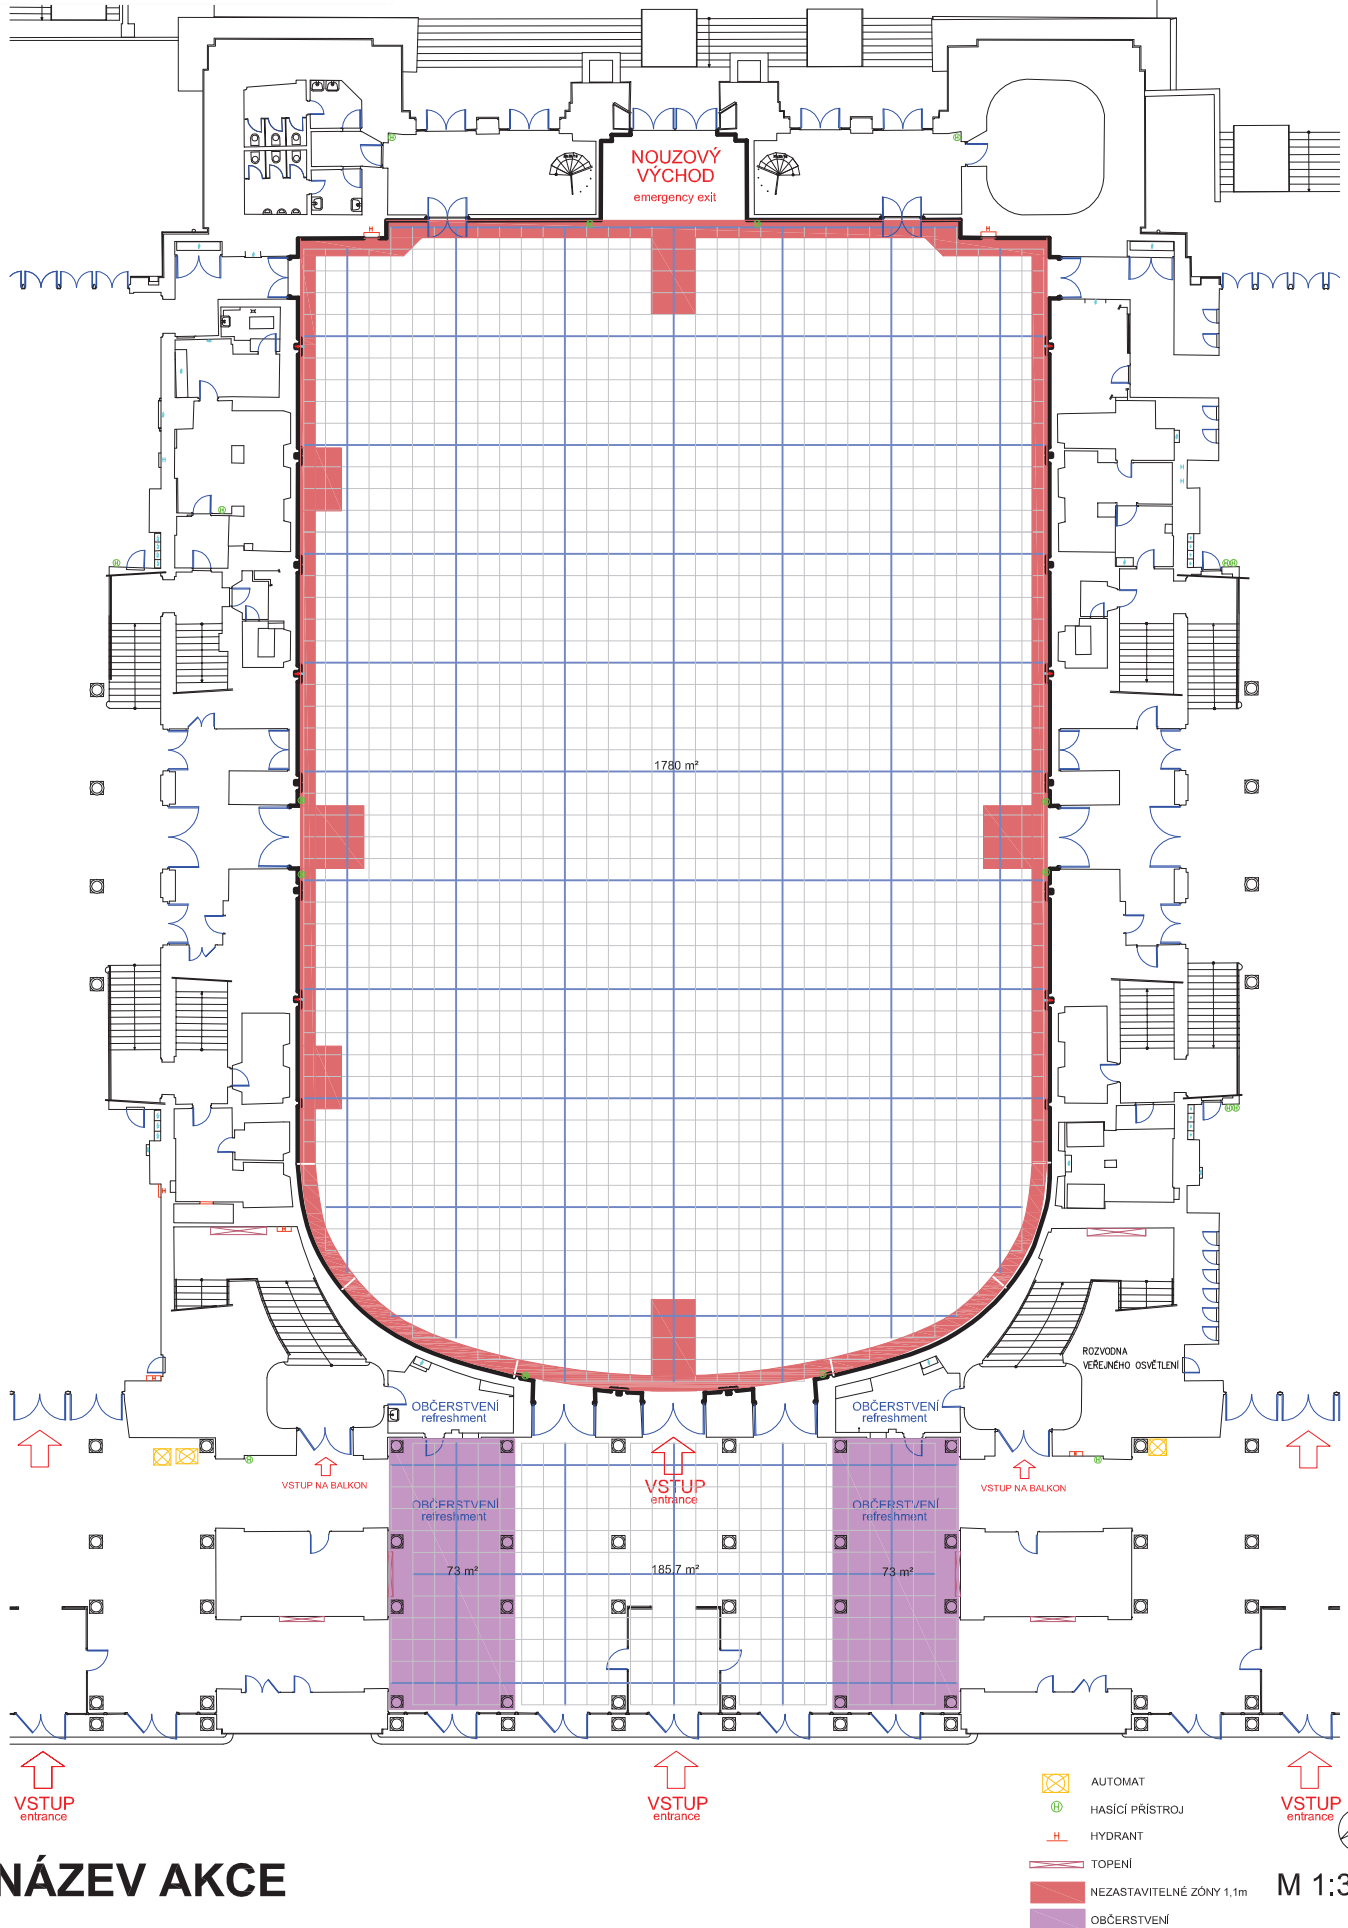 NOUZOVÝ
VÝCHOD
emergency exit
1780 m²
ROZVODNA
VEŘEJNÉHO OSVĚTLENÍ
OBČERSTVENÍ
refreshment
OBČERSTVENÍ
refreshment
VSTUP NA BALKON
VSTUP
entrance
VSTUP NA BALKON
OBČERSTVENÍ
refreshment
OBČERSTVENÍ
refreshment
73 m²
185,7 m²
73 m²
VSTUP
entrance
VSTUP
entrance
VSTUP
entrance
AUTOMAT
H HASÍCÍ PŘÍSTROJ
H HYDRANT
TOPENÍ
NEZASTAVITELNÉ ZÓNY 1,1m
OBČERSTVENÍ
NÁZEV AKCE
M 1:3